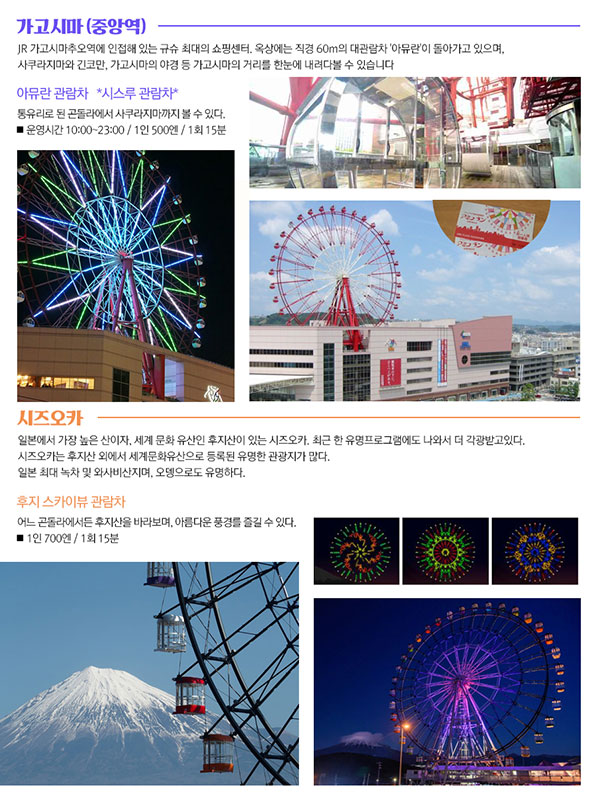 가고시마 (중앙역)
JR 가고시마추오역에 인접해 있는 규슈 최대의 쇼핑센터. 옥상에는 직경 60m의 대관람차 '아뮤란'이 돌아가고 있으며,
사쿠라지마와 긴코만, 가고시마의 야경 등 가고시마의 거리를 한눈에 내려다볼 수 있습니다
아뮤란 관람차 *시스루 관람차*
통유리로 된 곤돌라에서 사쿠라지마까지 볼 수 있다.
■ 운영시간 10:00~23:00 / 1인 500엔 / 1회 15분
시즈오카
일본에서 가장 높은 산이자, 세계 문화 유산인 후지산이 있는 시즈오카. 최근 한 유명프로그램에도 나와서 더 각광받고있다.
시즈오카는 후지산 외에서 세계문화유산으로 등록된 유명한 관광지가 많다.
일본 최대 녹차 및 와사비산지며, 오뎅으로도 유명하다.
후지 스카이뷰 관람차
어느 곤돌라에서든 후지산을 바라보며, 아름다운 풍경를 즐길 수 있다.
■ 1인 700엔 / 1회 15분